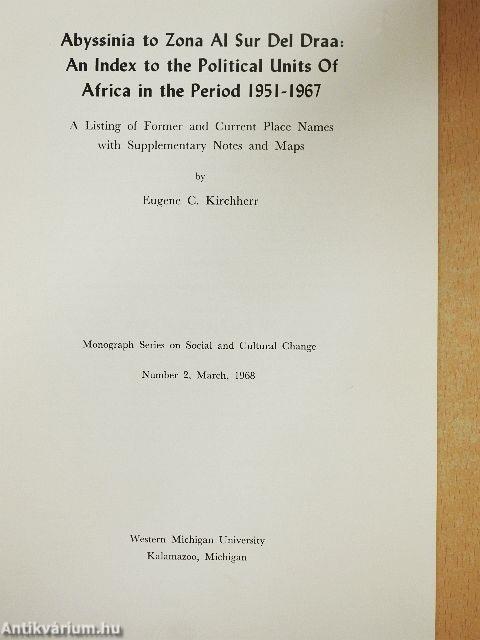 Abyssinia to Zona Al Sur Del Draa:
An Index to the Political Units Of
Africa in the Period 1951-1967
A Listing of Former and Current Place Names
with Supplementary Notes and Maps
by
Eugene C. Kirchherr
Monograph Series on Social and Cultural Change
Number 2, March, 1968
Western Michigan University
Kalamazoo, Michigan
Antikvárium.hu